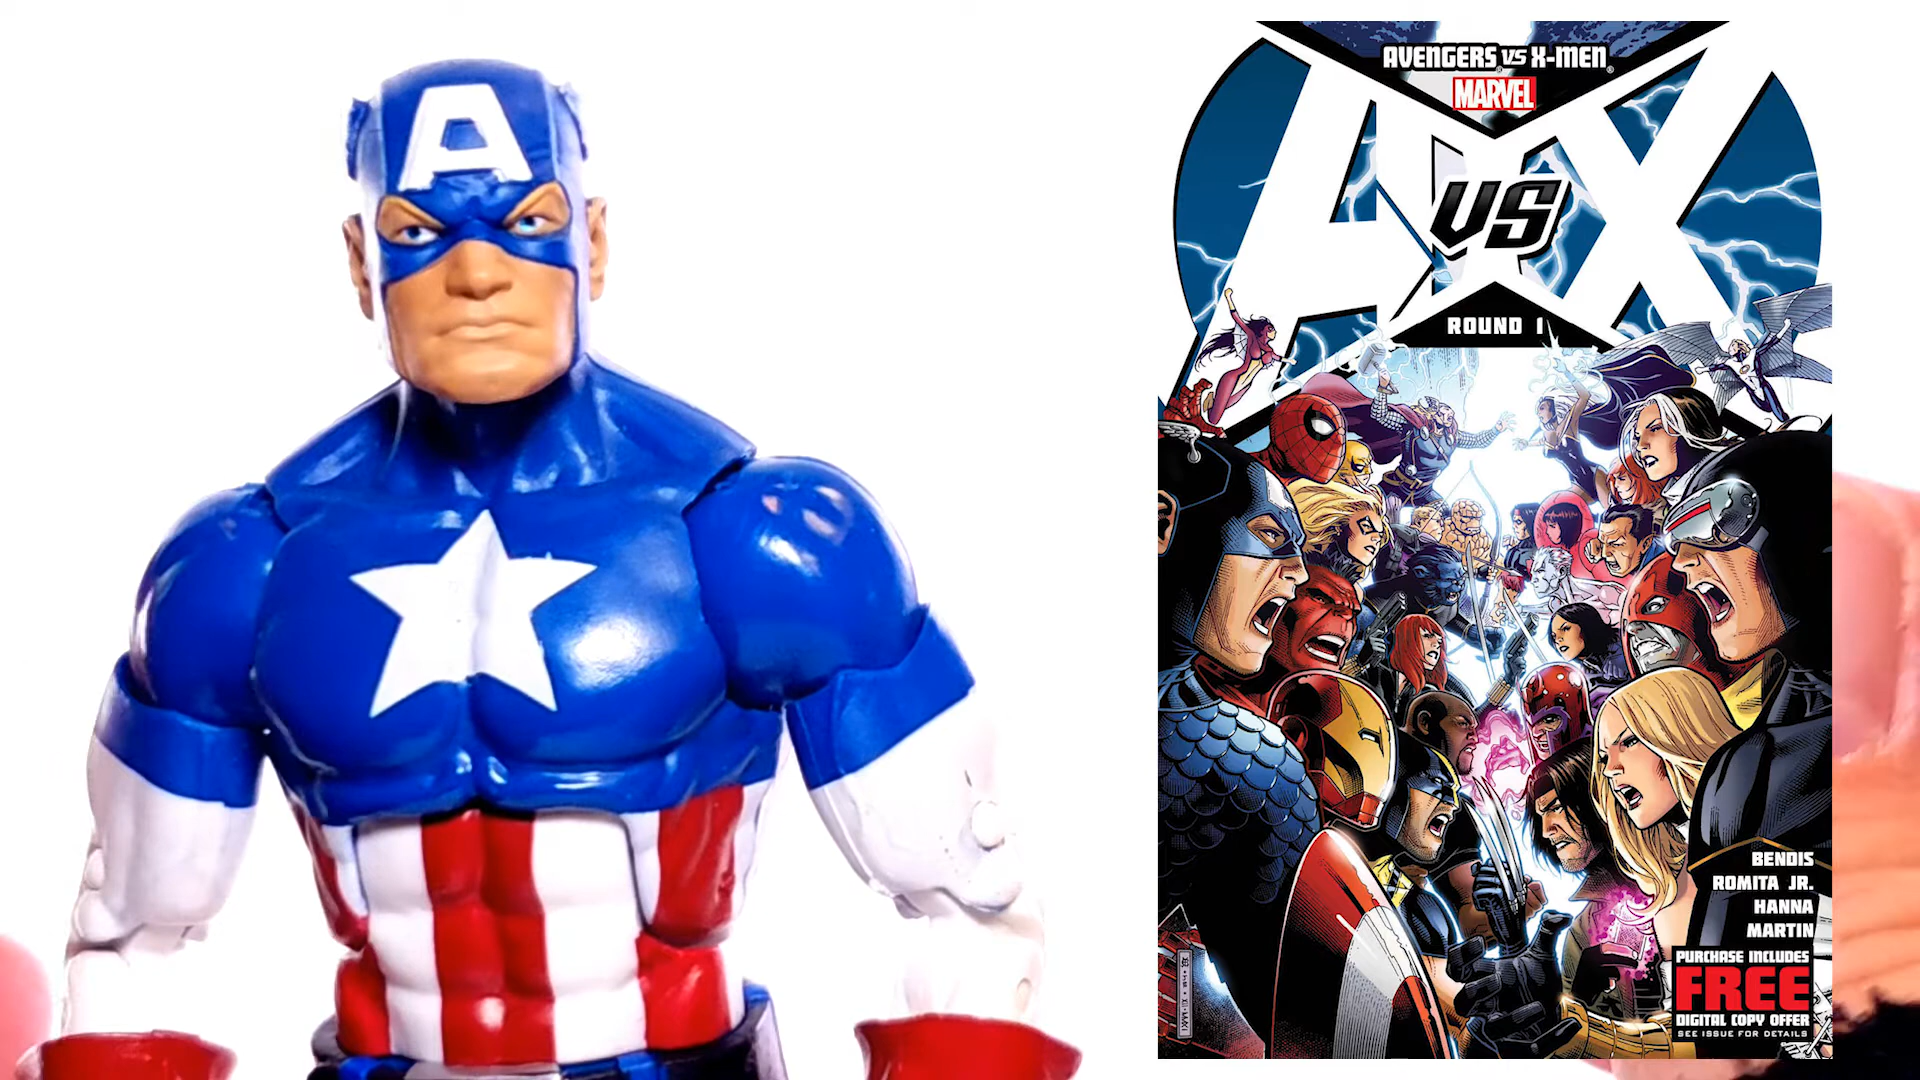 A
AVENGERS VS X-MEN
MARVEL
A VS X
ROUND 1
BENDIS
ROMITA JR.
HANNA
MARTIN
PURCHASE INCLUDES
FREE
DIGITAL COPY OFFER
SEE ISSUE FOR DETAILS